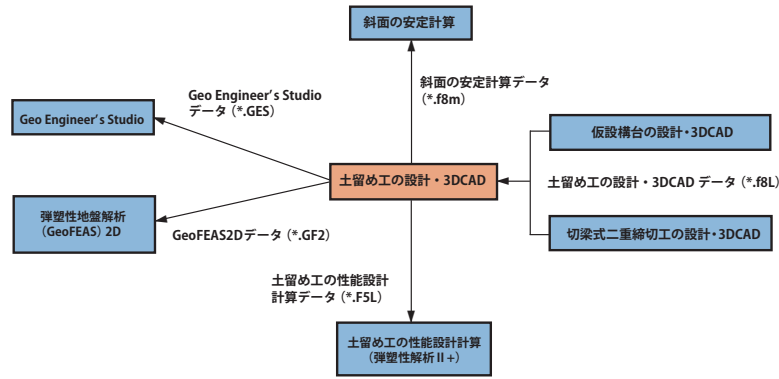 斜面の安定計算
斜面の安定計算データ
(*.f8m)
Geo Engineer's Studio
データ(*.GES)
Geo Engineer's Studio
仮設構台の設計・3DCAD
土留め工の設計・3DCAD
土留め工の設計・3DCAD データ(*.f8L)
弾塑性地盤解析
(GeoFEAS) 2D
GeoFEAS2Dデータ(*.GF2)
切梁式二重締切工の設計・3DCAD
土留め工の性能設計
計算データ(*.F5L)
土留め工の性能設計計算
(弾塑性解析II+)